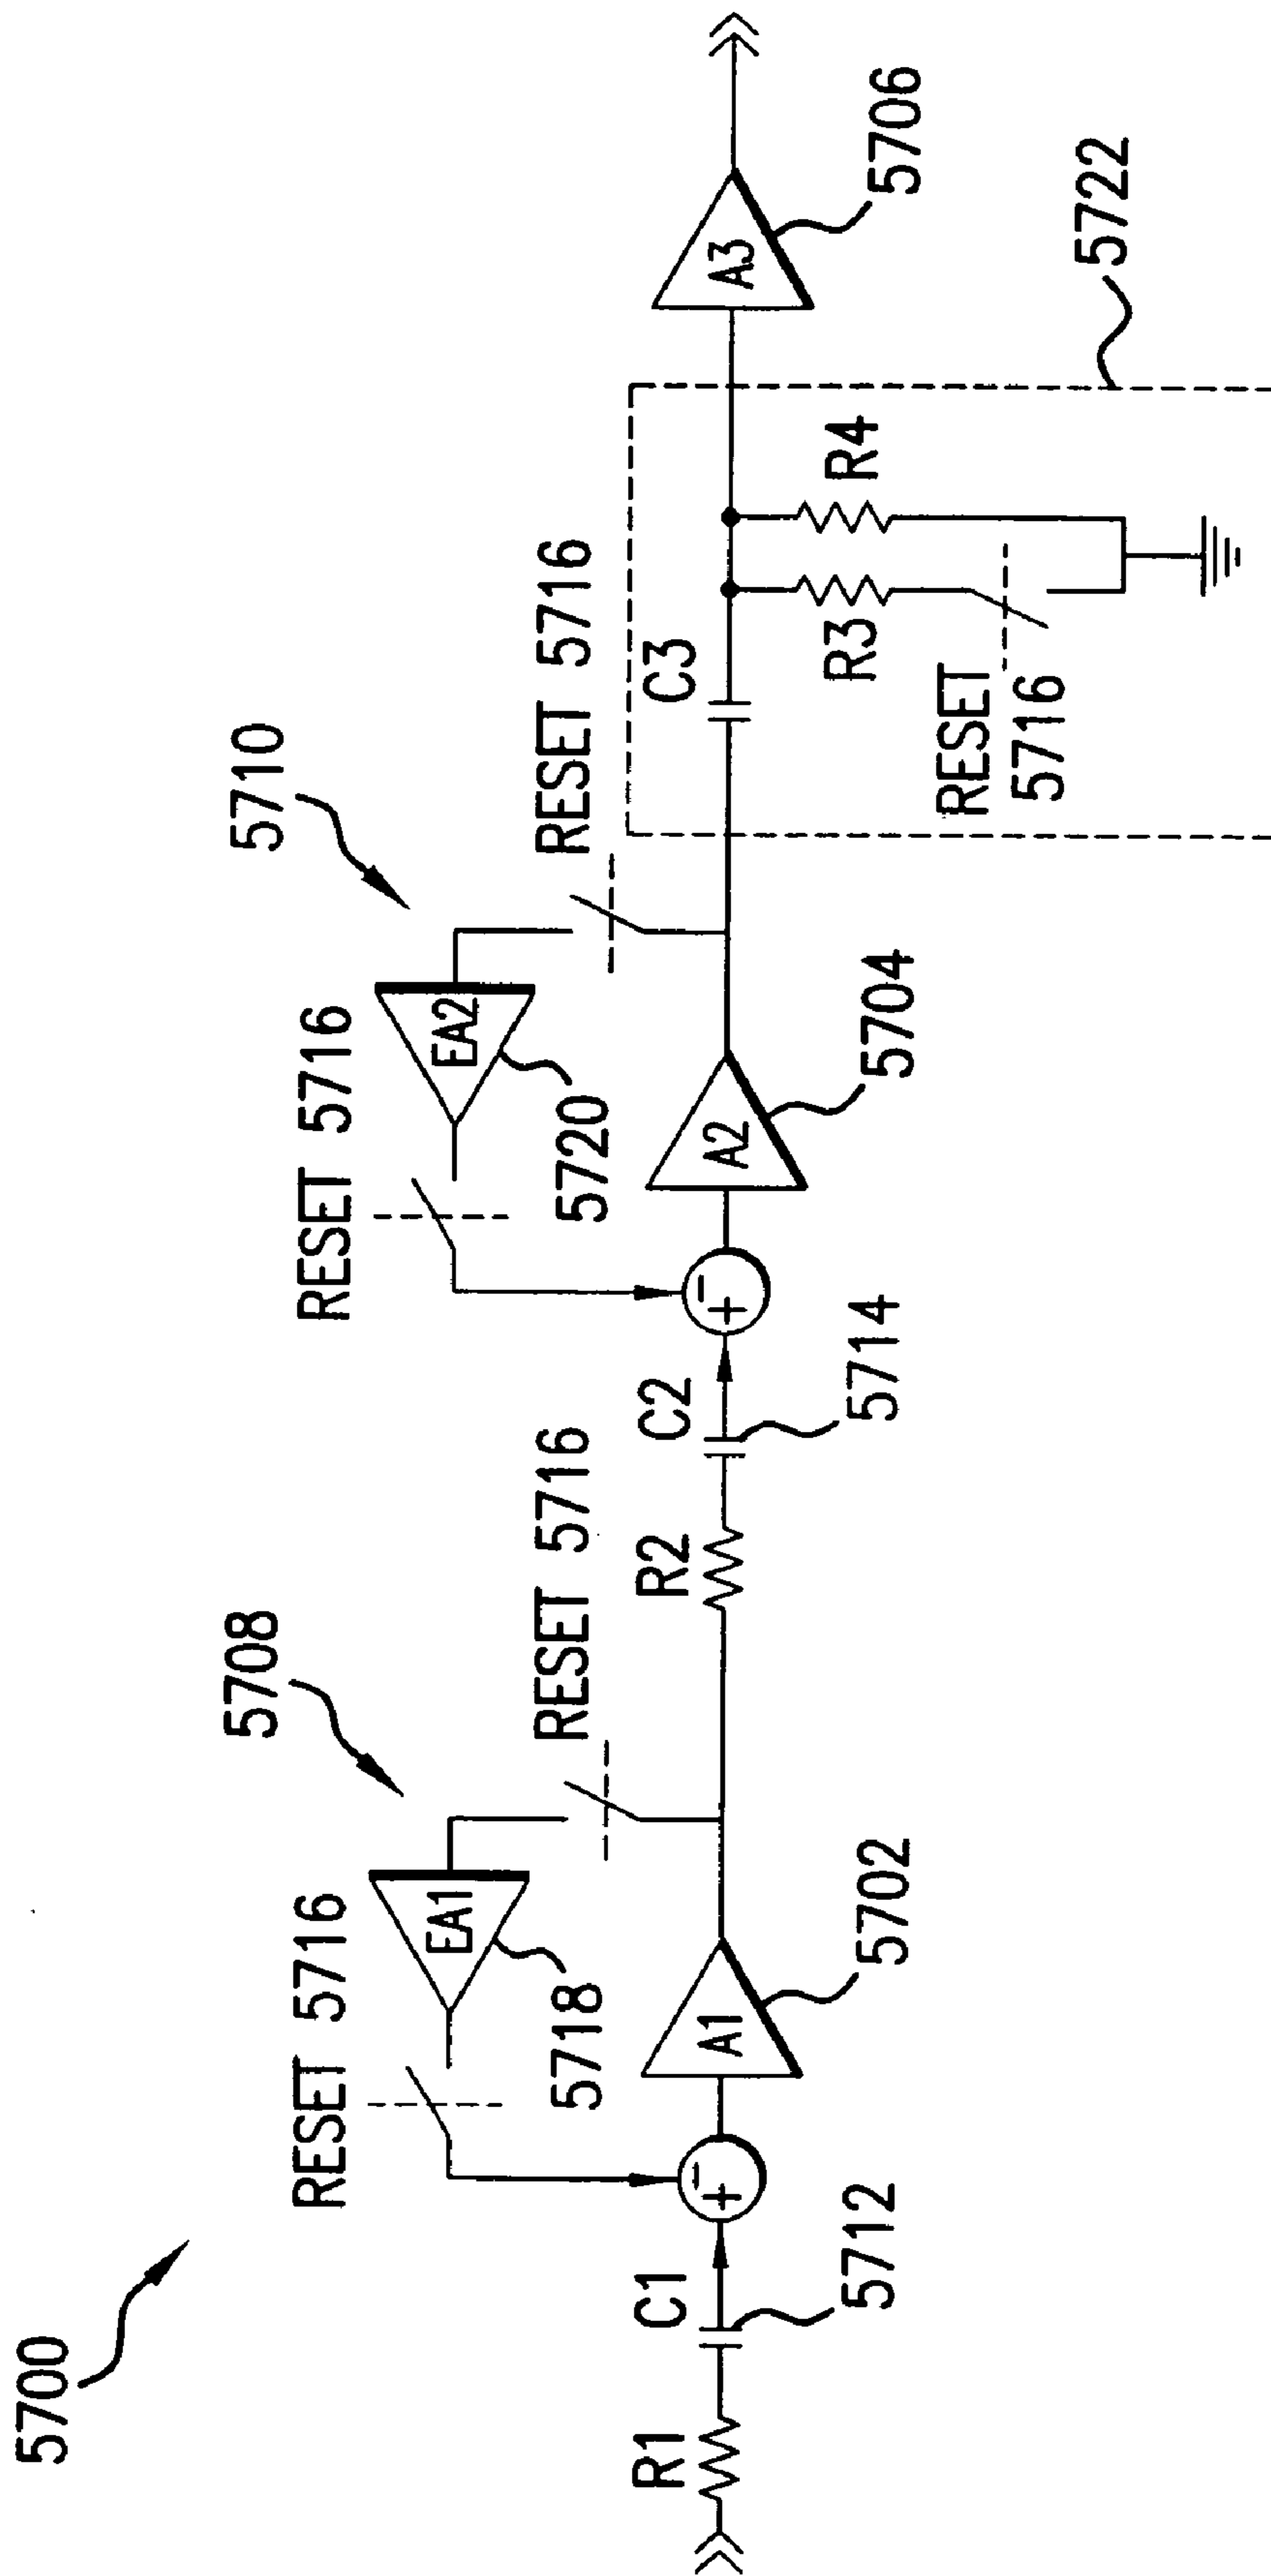 5700
5708
5710
RESET 5716
EA1
5718
RESET 5716
RESET 5716
EA2
5720
RESET 5716
R1
C1
5712
+
-
A1
5702
R2
C2
5714
+
-
A2
5704
C3
R3
R4
RESET
5716
A3
5706
5722